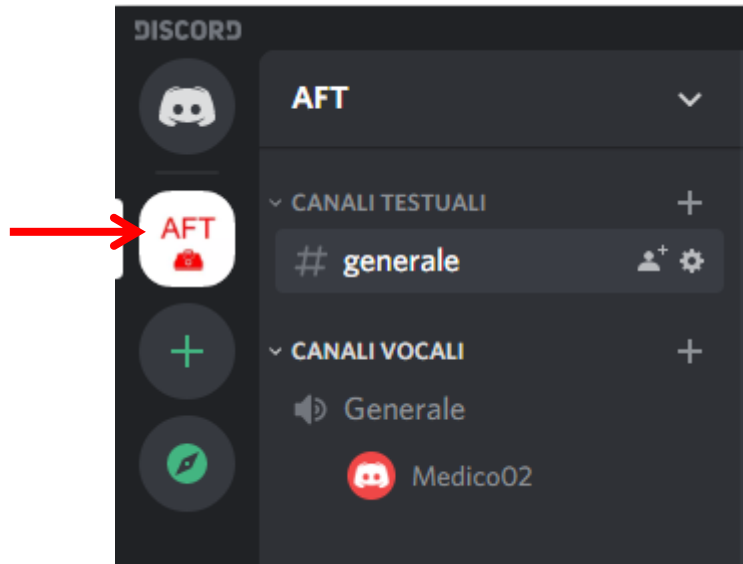 DISCORD
AFT
CANALI TESTUALI
AFT
generale
CANALI VOCALI
Generale
Medico02